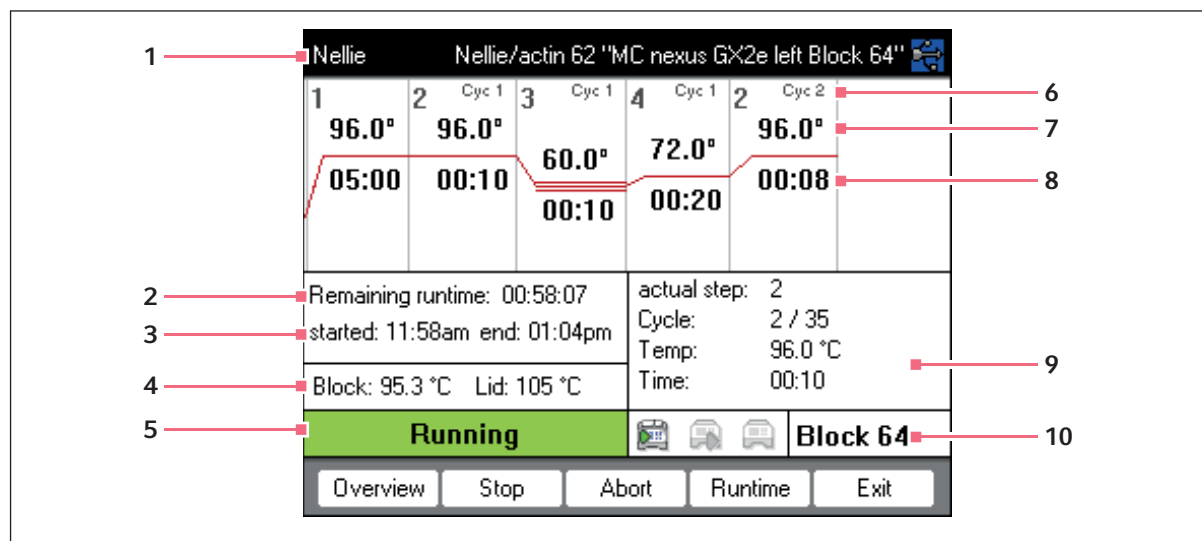 1 Nellie Nellie/actin 62 "MC nexus GX2e left Block 64"
1 2 Cyc 1 3 Cyc 1 4 Cyc 1 2 Cyc 2 6
96.0° 96.0° 60.0° 72.0° 96.0° 7
05:00 00:10 00:10 00:20 00:08 8
2 Remaining runtime: 00:58:07
3 started: 11:58am end: 01:04pm
4 Block: 95.3 °C Lid: 105 °C
actual step: 2
Cycle: 2 / 35
Temp: 96.0 °C
Time: 00:10
9
5 Running Block 64 10
Overview Stop Abort Runtime Exit